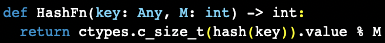 def HashFn(key: Any, M: int) -> int:
  return ctypes.c_size_t(hash(key)).value % M